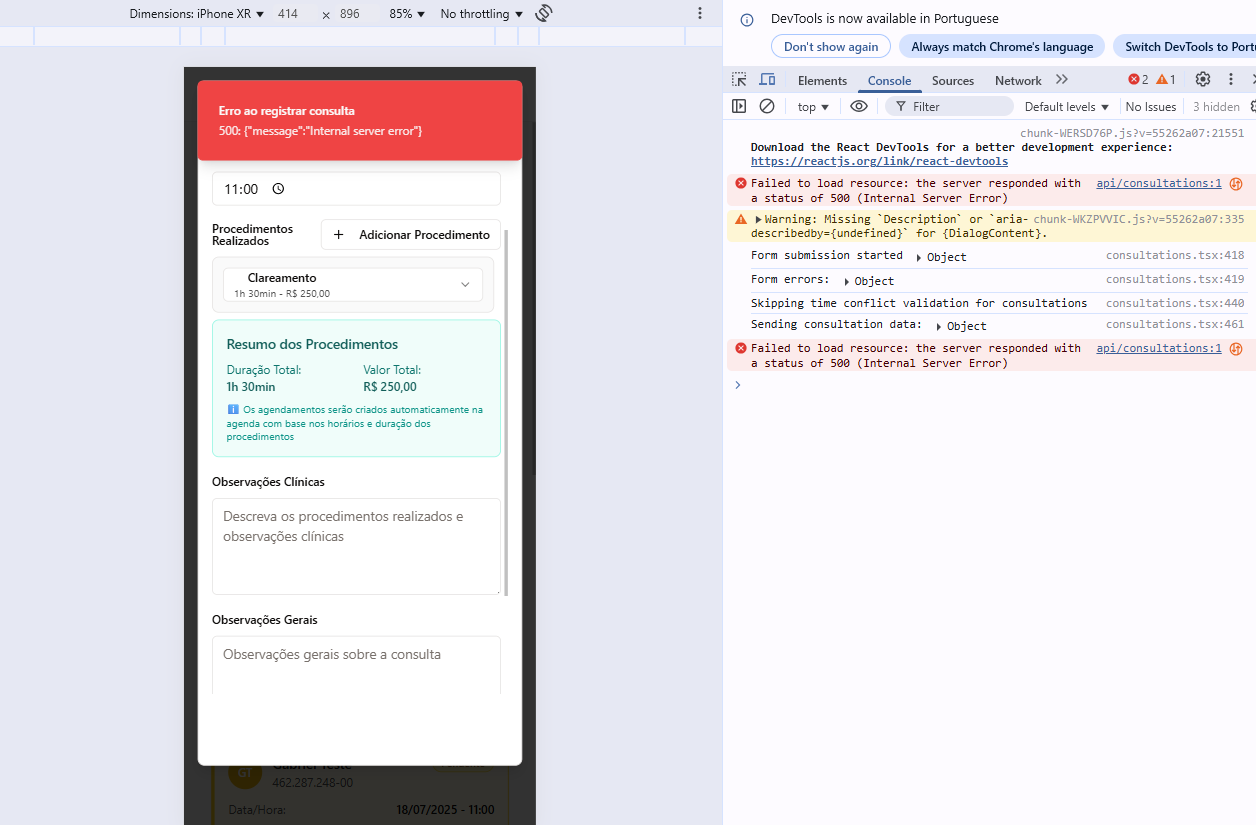 Dimensions: iPhone XR ▼ 414 × 896 85% ▼ No throttling ▼
Erro ao registrar consulta
500: {"message":"Internal server error"}
11:00
Procedimentos
Realizados
+ Adicionar Procedimento
Clareamento
1h 30min - R$ 250,00
Resumo dos Procedimentos
Duração Total: Valor Total:
1h 30min R$ 250,00
ℹ️ Os agendamentos serão criados automaticamente na
agenda com base nos horários e duração dos
procedimentos
Observações Clínicas
Descreva os procedimentos realizados e
observações clínicas
Observações Gerais
Observações gerais sobre a consulta
GT Gabriel Teste
462.287.248-00
Data/Hora: 18/07/2025 - 11:00
DevTools is now available in Portuguese
Don't show again Always match Chrome's language Switch DevTools to Portu
Elements Console Sources Network 2 1
top ▼ Filter Default levels ▼ No Issues 3 hidden
chunk-WERSD76P.js?v=55262a07:21551
Download the React DevTools for a better development experience:
https://reactjs.org/link/react-devtools
Failed to load resource: the server responded with api/consultations:1
a status of 500 (Internal Server Error)
Warning: Missing `Description` or `aria- chunk-WKZPVVIC.js?v=55262a07:335
describedby={undefined}` for {DialogContent}.
Form submission started ▶ Object consultations.tsx:418
Form errors: ▶ Object consultations.tsx:419
Skipping time conflict validation for consultations consultations.tsx:440
Sending consultation data: ▶ Object consultations.tsx:461
Failed to load resource: the server responded with api/consultations:1
a status of 500 (Internal Server Error)